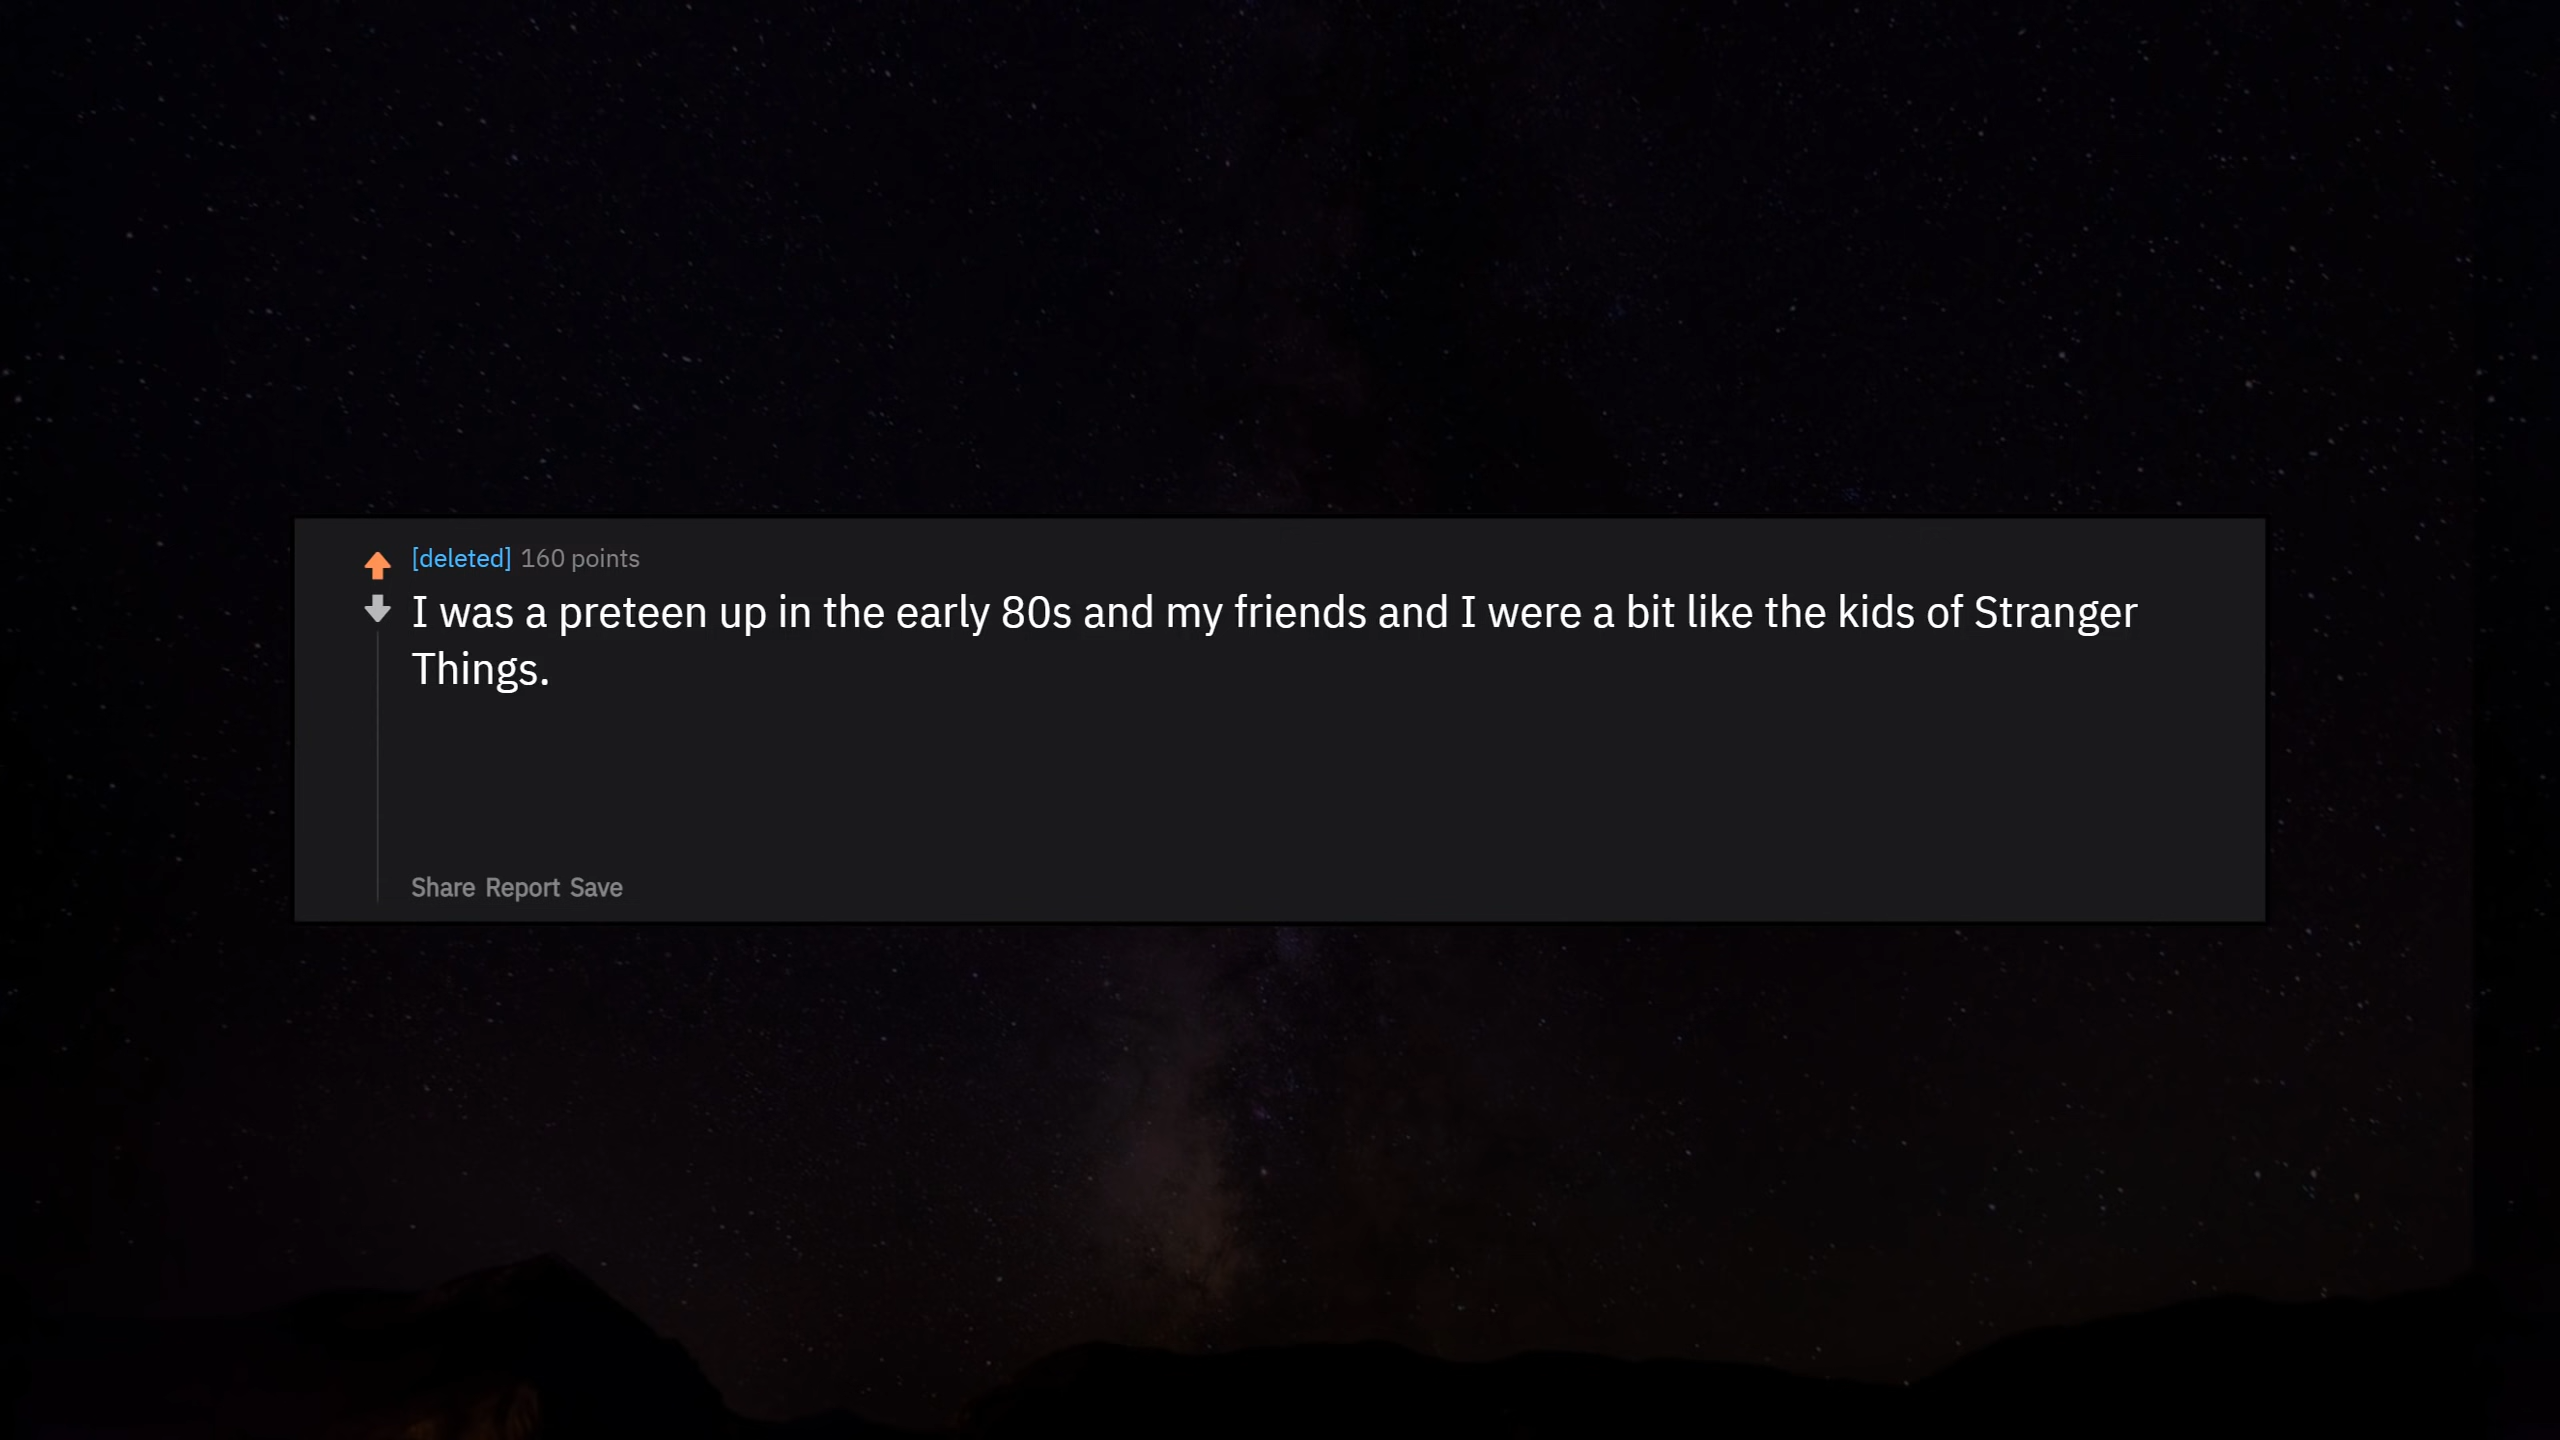 [deleted] 160 points
I was a preteen up in the early 80s and my friends and I were a bit like the kids of Stranger
Things.
Share Report Save